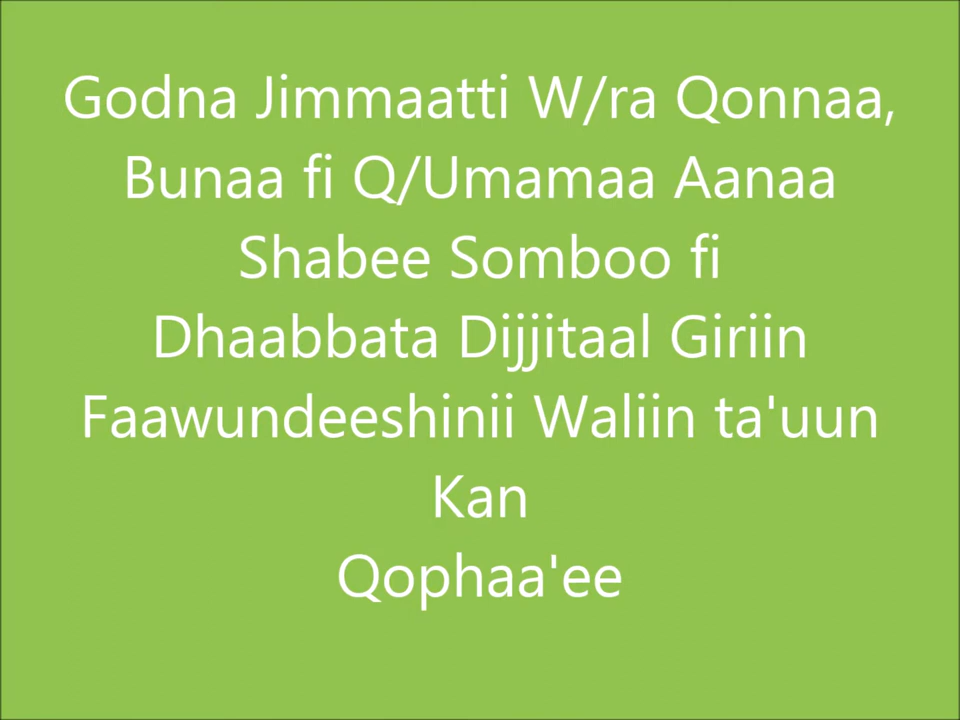 Godna Jimmaatti W/ra Qonnaa,
Bunaa fi Q/Umamaa Aanaa
Shabee Somboo fi
Dhaabbata Dijjitaal Giriin
Faawundeeshinii Waliin ta'uun
Kan
Qophaa'ee